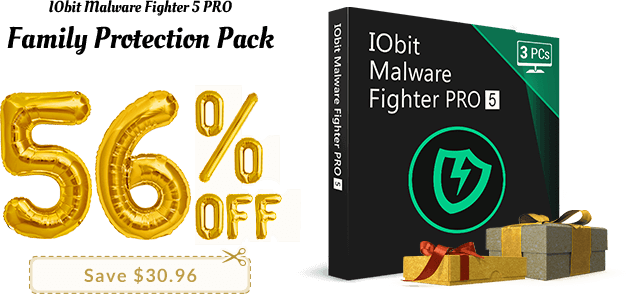 IObit Malware Fighter 5 PRO
Family Protection Pack
56%
OFF
Save $30.96
3 PCs
IObit
Malware
Fighter PRO 5
IObit Malware Fighter PRO 5